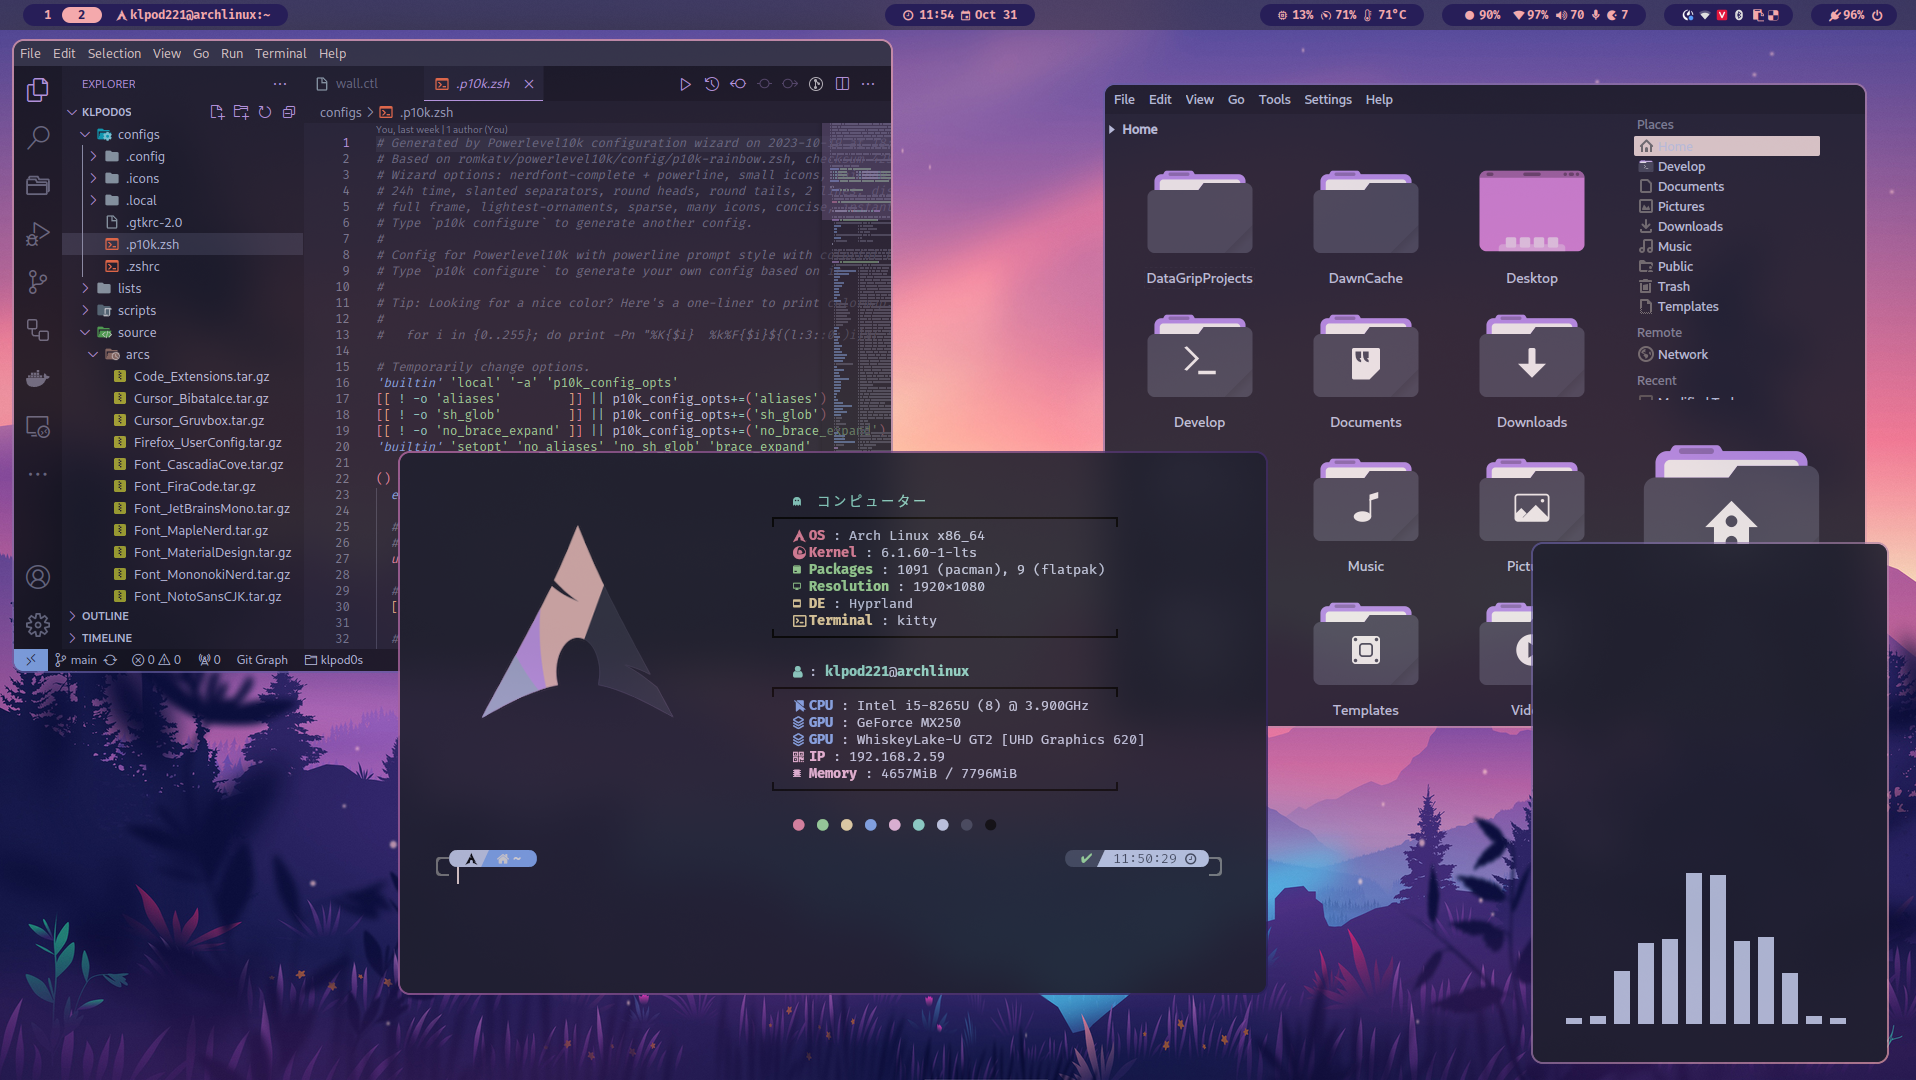 1 2 klpod221@archlinux:~
11:54 Oct 31
13% 71% 71°C
90% 97% 70 7
96%
File Edit Selection View Go Run Terminal Help
EXPLORER
KLPOD0S
configs
.config
.icons
.local
.gtkrc-2.0
.p10k.zsh
.zshrc
lists
scripts
source
arcs
Code_Extensions.tar.gz
Cursor_BibataIce.tar.gz
Cursor_Gruvbox.tar.gz
Firefox_UserConfig.tar.gz
Font_CascadiaCove.tar.gz
Font_FiraCode.tar.gz
Font_JetBrainsMono.tar.gz
Font_MapleNerd.tar.gz
Font_MaterialDesign.tar.gz
Font_MononokiNerd.tar.gz
Font_NotoSansCJK.tar.gz
OUTLINE
TIMELINE
main 0 0 0 Git Graph klpod0s
wall.ctl .p10k.zsh
configs > .p10k.zsh
You, last week | 1 author (You)
1 # Generated by Powerlevel10k configuration wizard on 2023-10-
2 # Based on romkatv/powerlevel10k/config/p10k-rainbow.zsh,
3 # Wizard options: nerdfont-complete + powerline, small icons,
4 # 24h time, slanted separators, round heads, round tails, 2
5 # full frame, lightest-ornaments, sparse, many icons, concise,
6 # Type `p10k configure` to generate another config.
7 #
8 # Config for Powerlevel10k with powerline prompt style with
9 # Type `p10k configure` to generate your own config based on
10 #
11 # Tip: Looking for a nice color? Here's a one-liner to print
12 #
13 # for i in {0..255}; do print -Pn "%K{$i} %k%F{$i}${(l:3::
14
15 # Temporarily change options.
16 'builtin' 'local' '-a' 'p10k_config_opts'
17 [[ ! -o 'aliases' ]] || p10k_config_opts+=('aliases')
18 [[ ! -o 'sh_glob' ]] || p10k_config_opts+=('sh_glob')
19 [[ ! -o 'no_brace_expand' ]] || p10k_config_opts+=('no_brace_expand')
20 'builtin' 'setopt' 'no_aliases' 'no_sh_glob' 'brace_expand'
21
22 ()
23 e
24
25 #
26 #
27 u
28
29 #
30 [
31
32 #
コンピューター
OS : Arch Linux x86_64
Kernel : 6.1.60-1-lts
Packages : 1091 (pacman), 9 (flatpak)
Resolution : 1920×1080
DE : Hyprland
Terminal : kitty
: klpod221@archlinux
CPU : Intel i5-8265U (8) @ 3.900GHz
GPU : GeForce MX250
GPU : WhiskeyLake-U GT2 [UHD Graphics 620]
IP : 192.168.2.59
Memory : 4657MiB / 7796MiB
~
✔ 11:50:29
File Edit View Go Tools Settings Help
Home
DataGripProjects DawnCache Desktop
Develop Documents Downloads
Music
Templates
Places
Home
Develop
Documents
Pictures
Downloads
Music
Public
Trash
Templates
Remote
Network
Recent